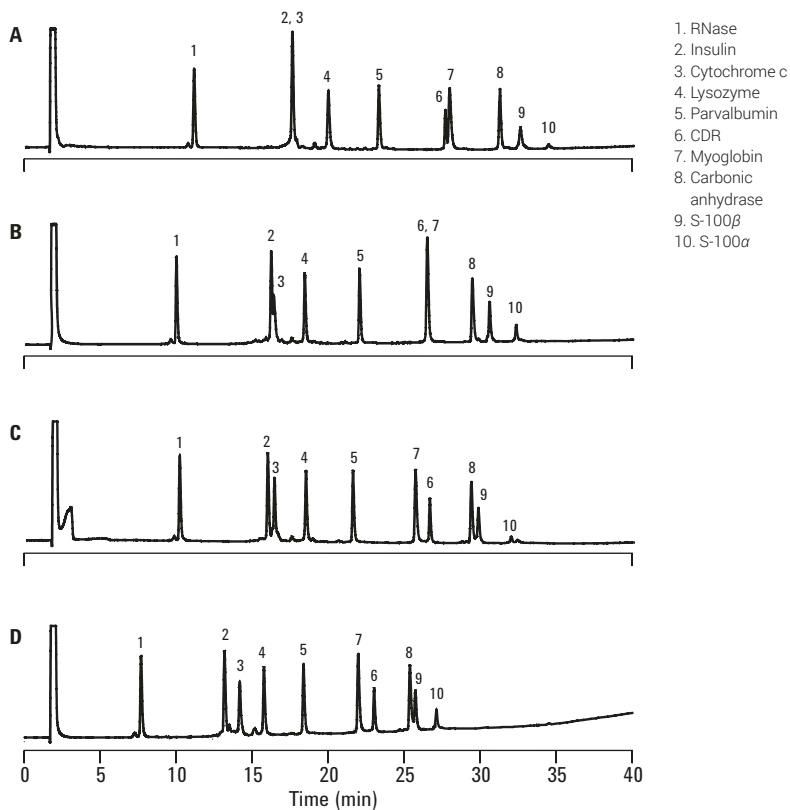 A
1
2, 3
4
5
6
7
8
9
10
1. RNase
2. Insulin
3. Cytochrome c
4. Lysozyme
5. Parvalbumin
6. CDR
7. Myoglobin
8. Carbonic
anhydrase
9. S-100β
10. S-100α
B
1
2
3
4
5
6, 7
8
9
10
C
1
2
3
4
5
7
6
8
9
10
D
1
2
3
4
5
7
6
8
9
10
0 5 10 15 20 25 30 35 40
Time (min)